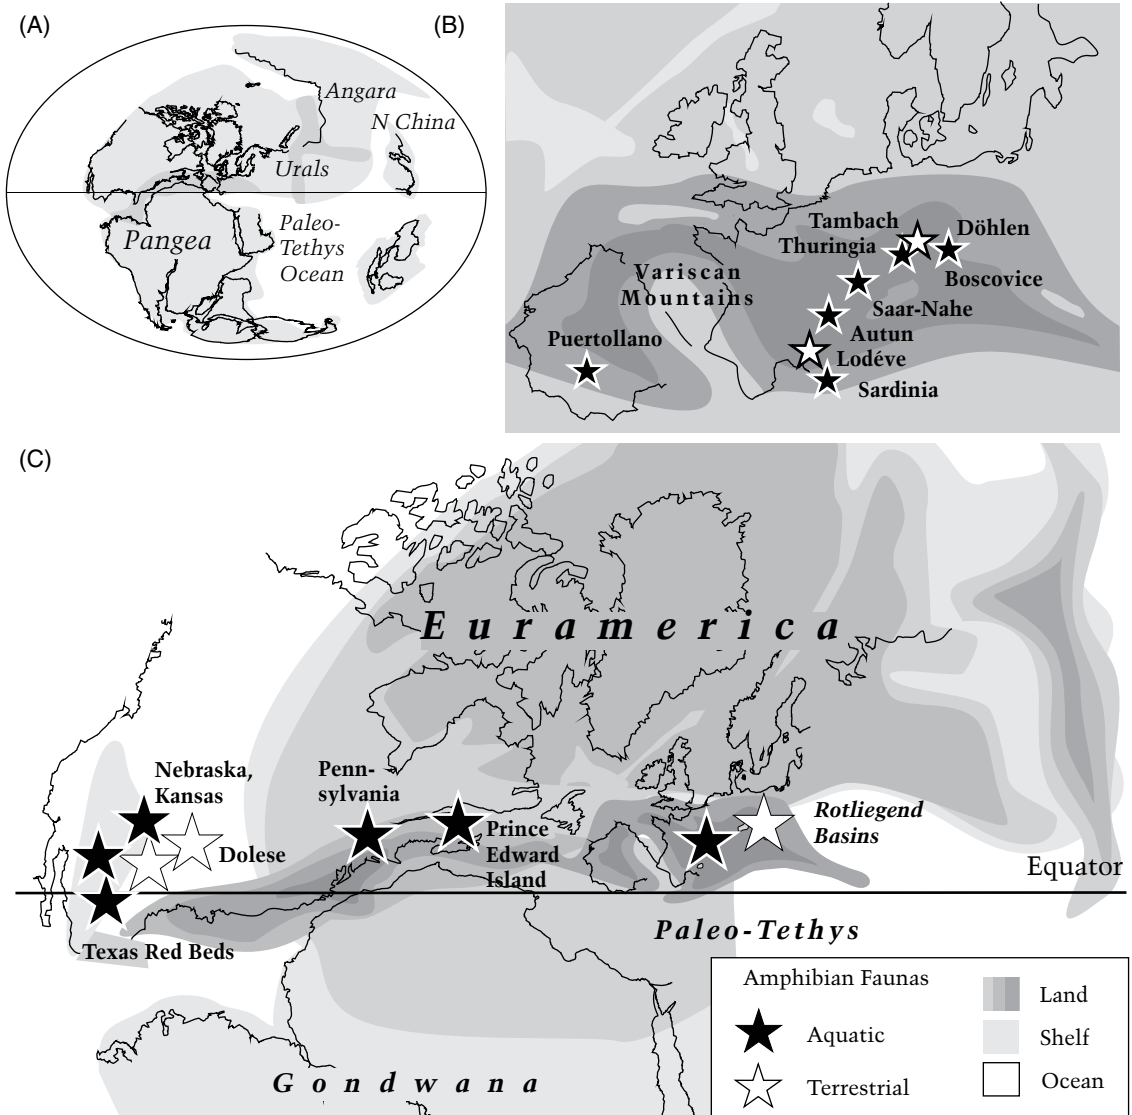 (A)
Angara
N China
Urals
Pangea
Paleo-
Tethys
Ocean
(B)
Tambach
Thuringia
Döhlen
Boscovice
Variscan
Mountains
Saar-Nahe
Autun
Puertollano
Lodéve
Sardinia
(C)
Euramerica
Nebraska,
Kansas
Penn-
sylvania
Dolese
Prince
Edward
Island
Rotliegend
Basins
Equator
Texas Red Beds
Paleo-Tethys
Gondwana
Amphibian Faunas
Aquatic
Terrestrial
Land
Shelf
Ocean